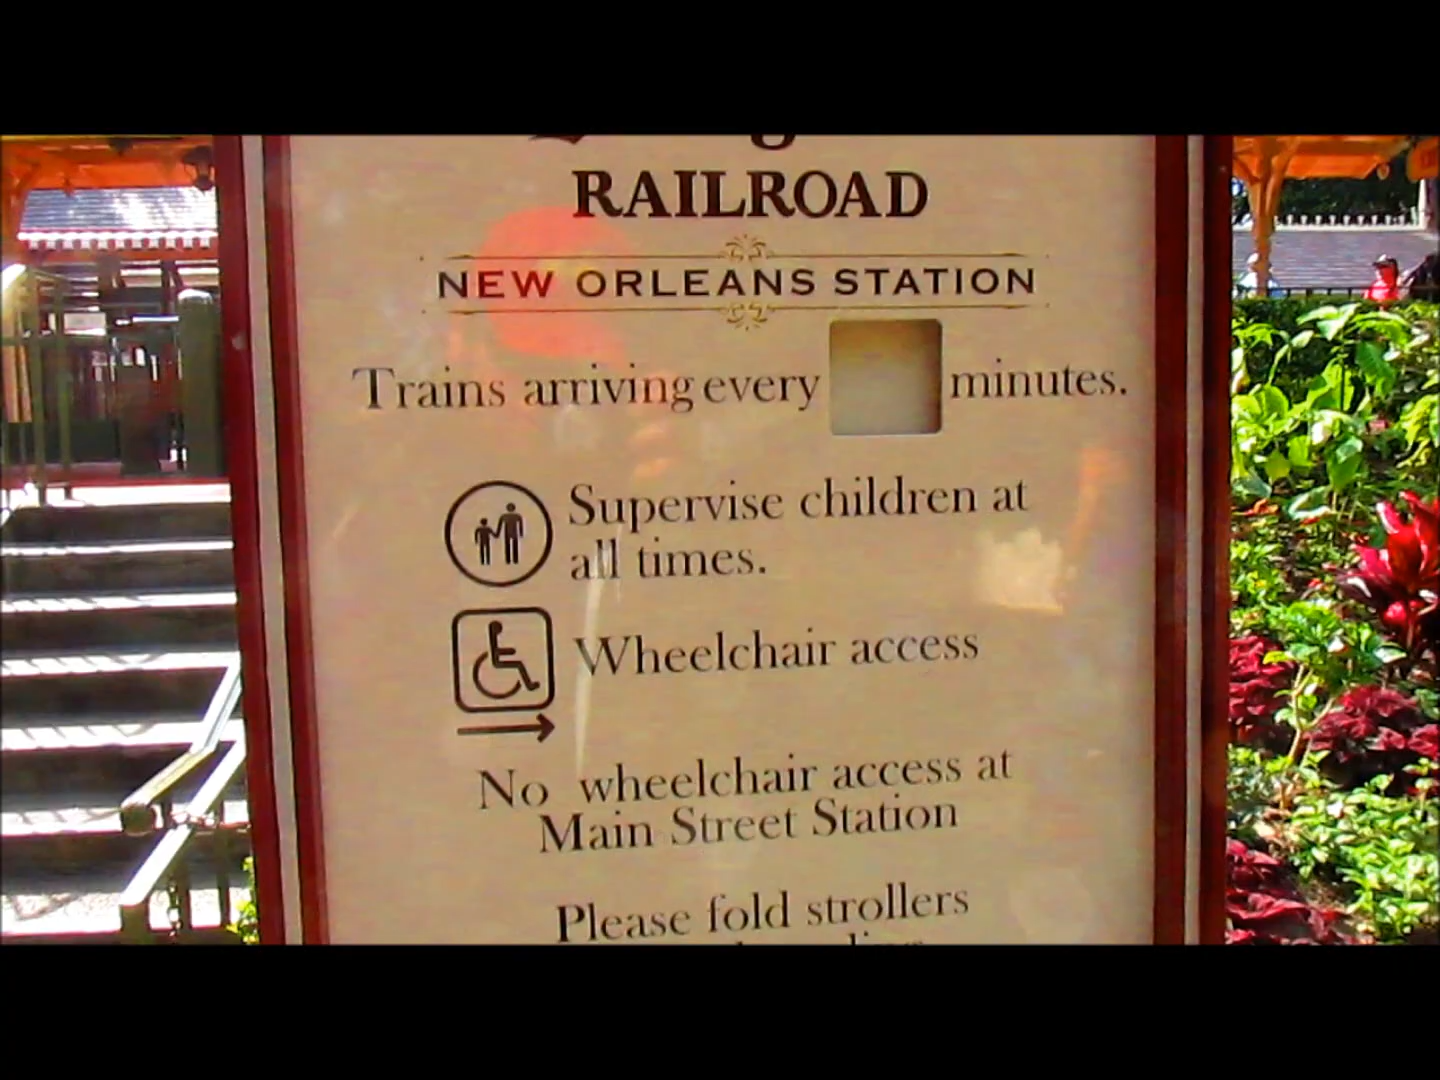 RAILROAD
NEW ORLEANS STATION
Trains arriving every minutes.
Supervise children at
all times.
Wheelchair access
No wheelchair access at
Main Street Station
Please fold strollers